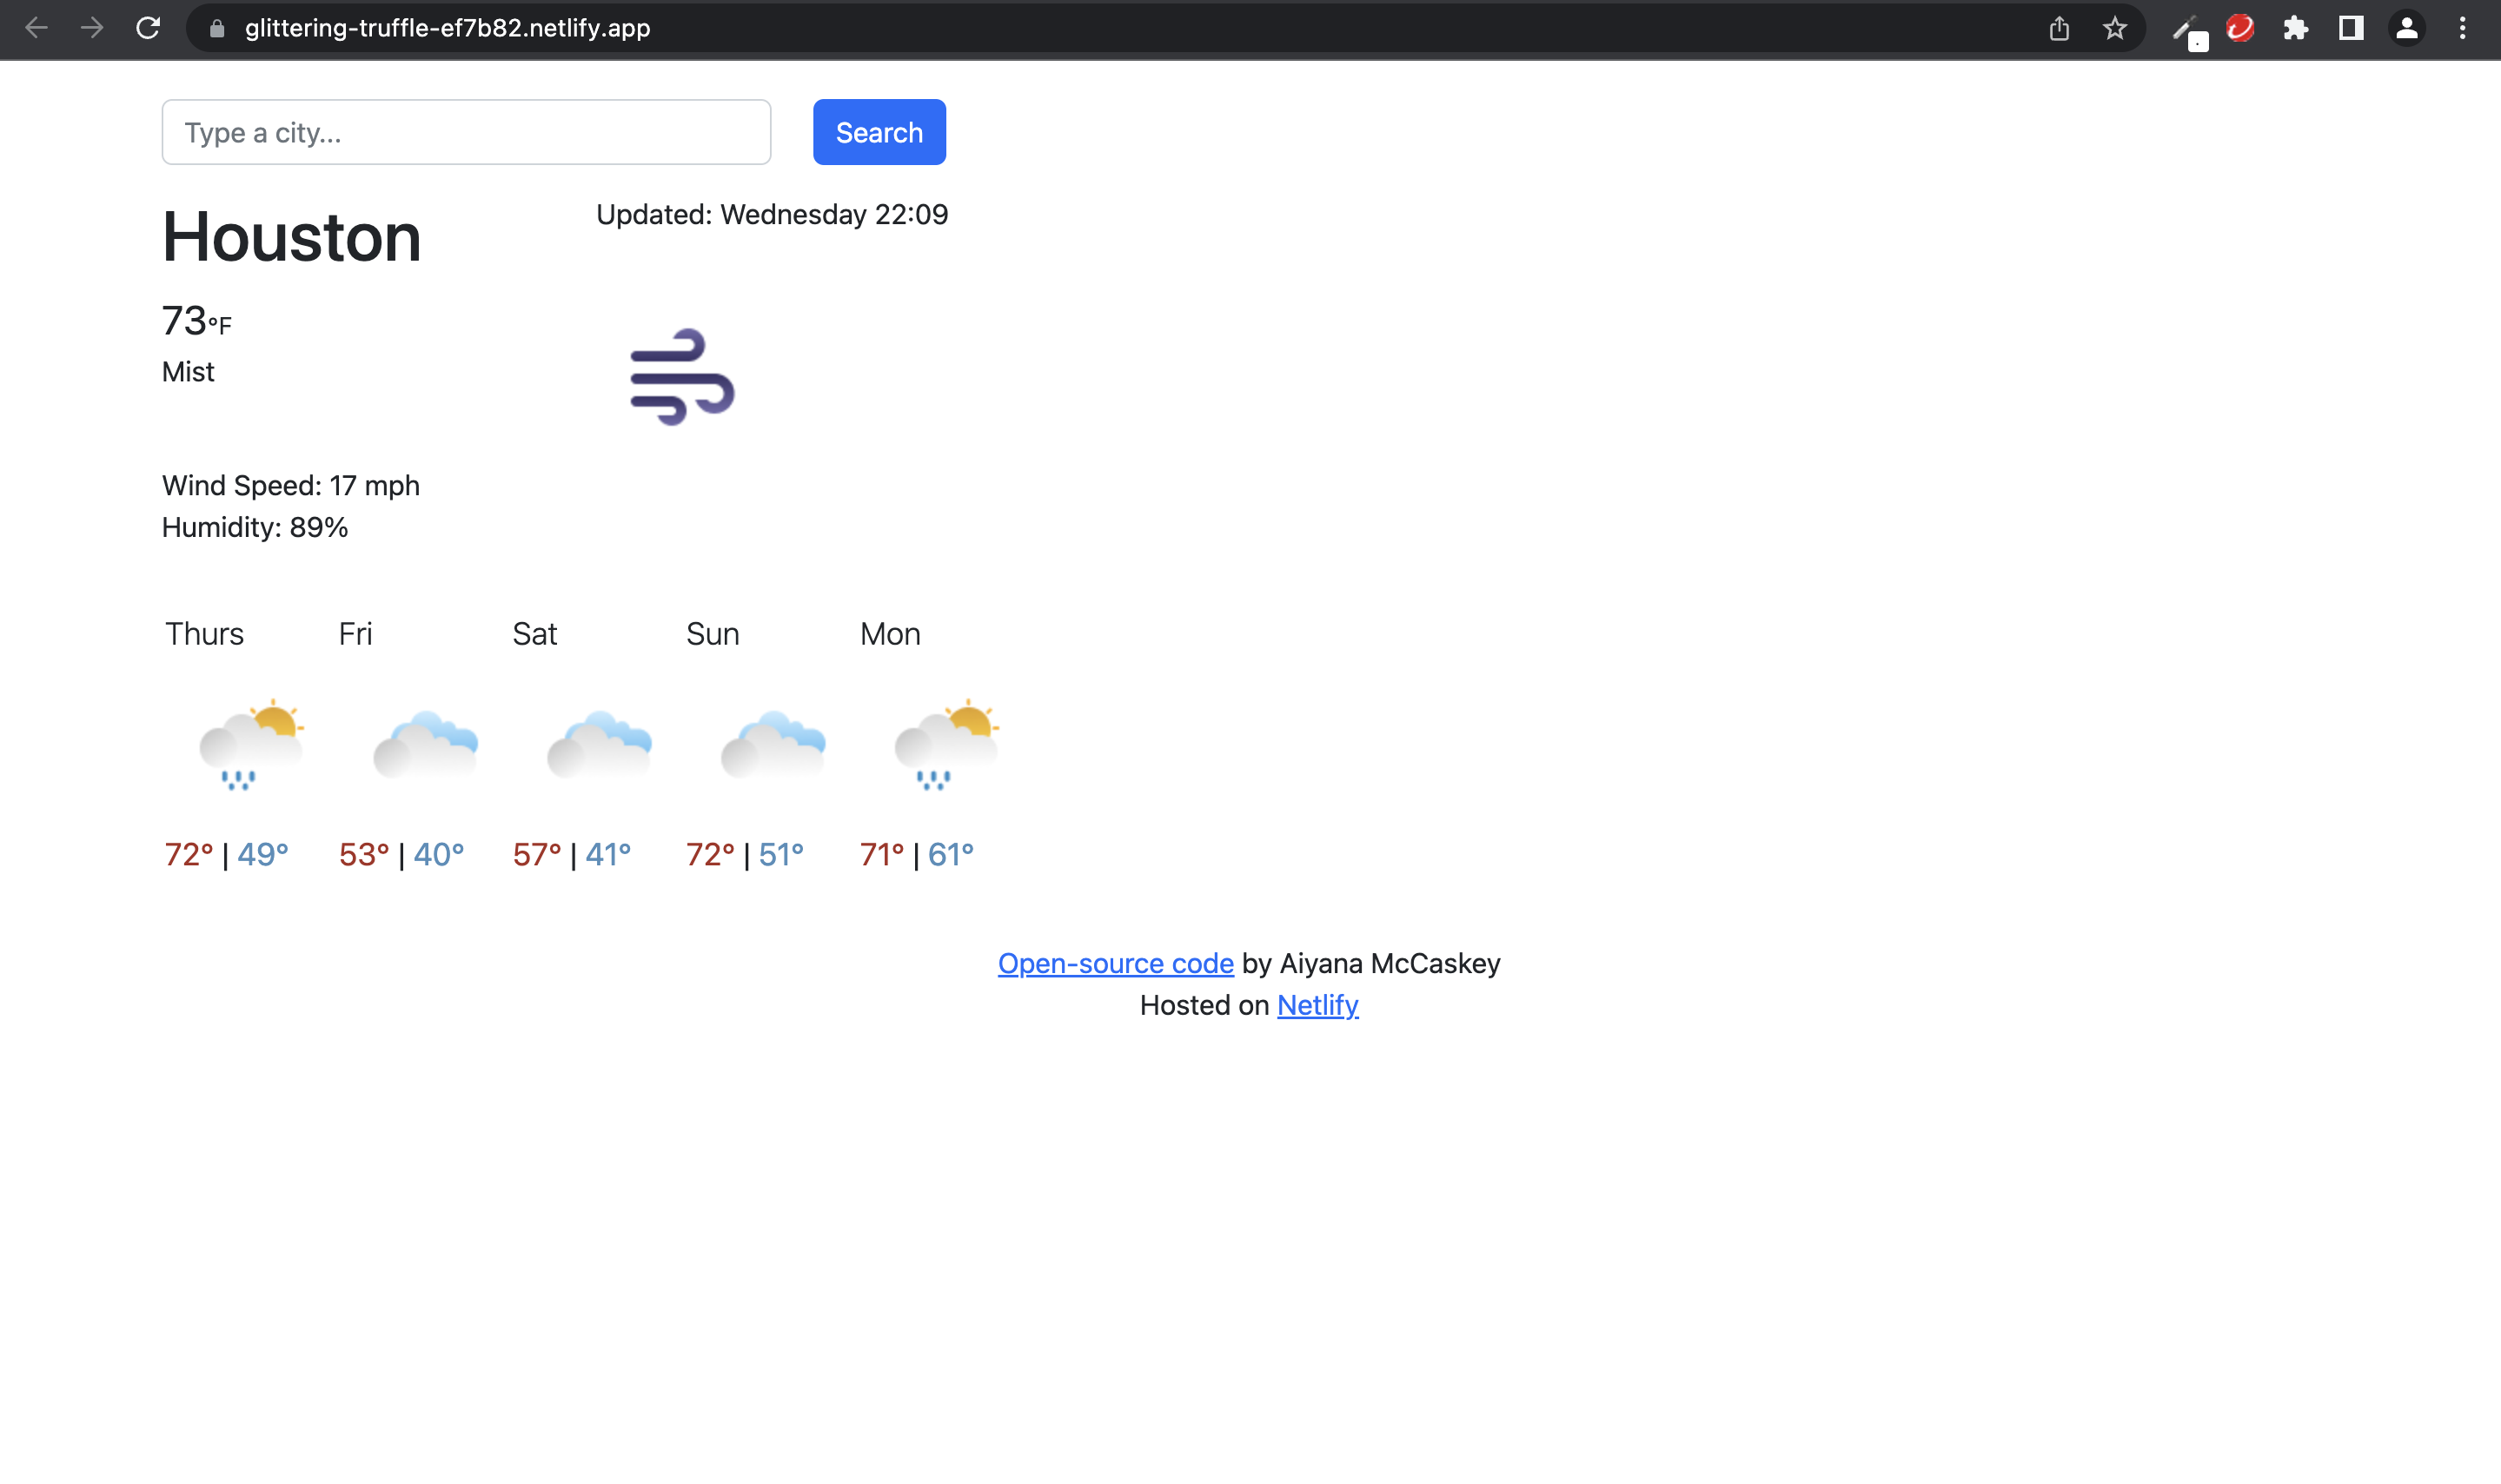 glittering-truffle-ef7b82.netlify.app
Type a city...
Search
Houston
Updated: Wednesday 22:09
73°F
Mist
Wind Speed: 17 mph
Humidity: 89%
Thurs Fri Sat Sun Mon
72° | 49° 53° | 40° 57° | 41° 72° | 51° 71° | 61°
Open-source code by Aiyana McCaskey
Hosted on Netlify